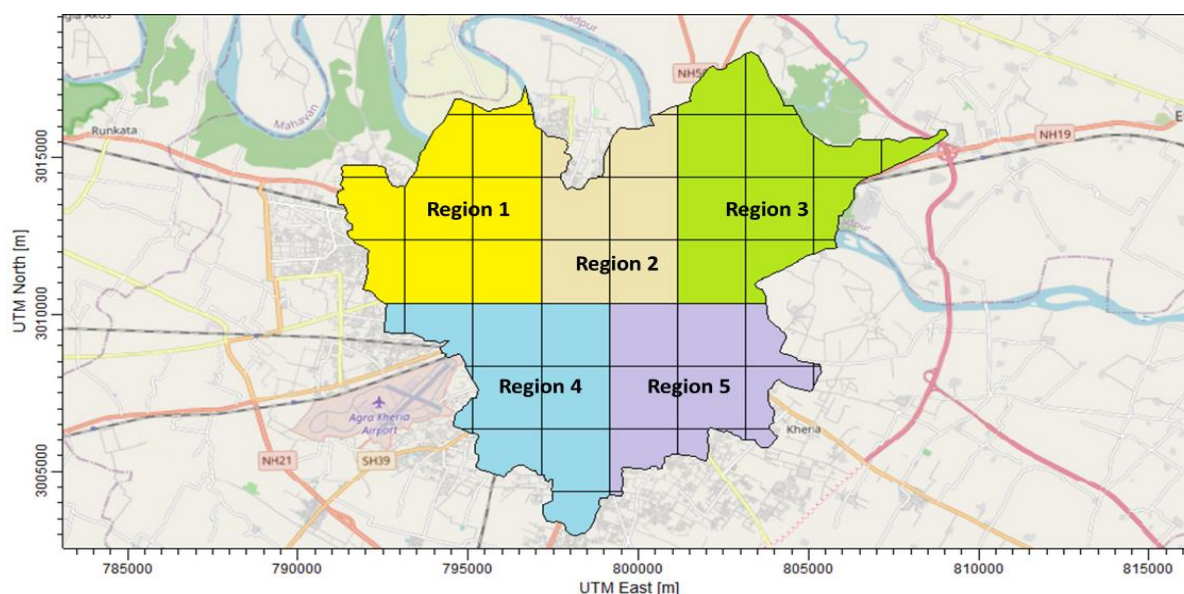 NH50
Runkata
Mahavan
NH19
3015000
Region 1
Region 3
Region 2
UTM North [m]
3010000
Region 4
Region 5
Agra Kheria
Airport
Kheria
NH21
SH39
3005000
785000
790000
795000
800000
805000
810000
815000
UTM East [m]